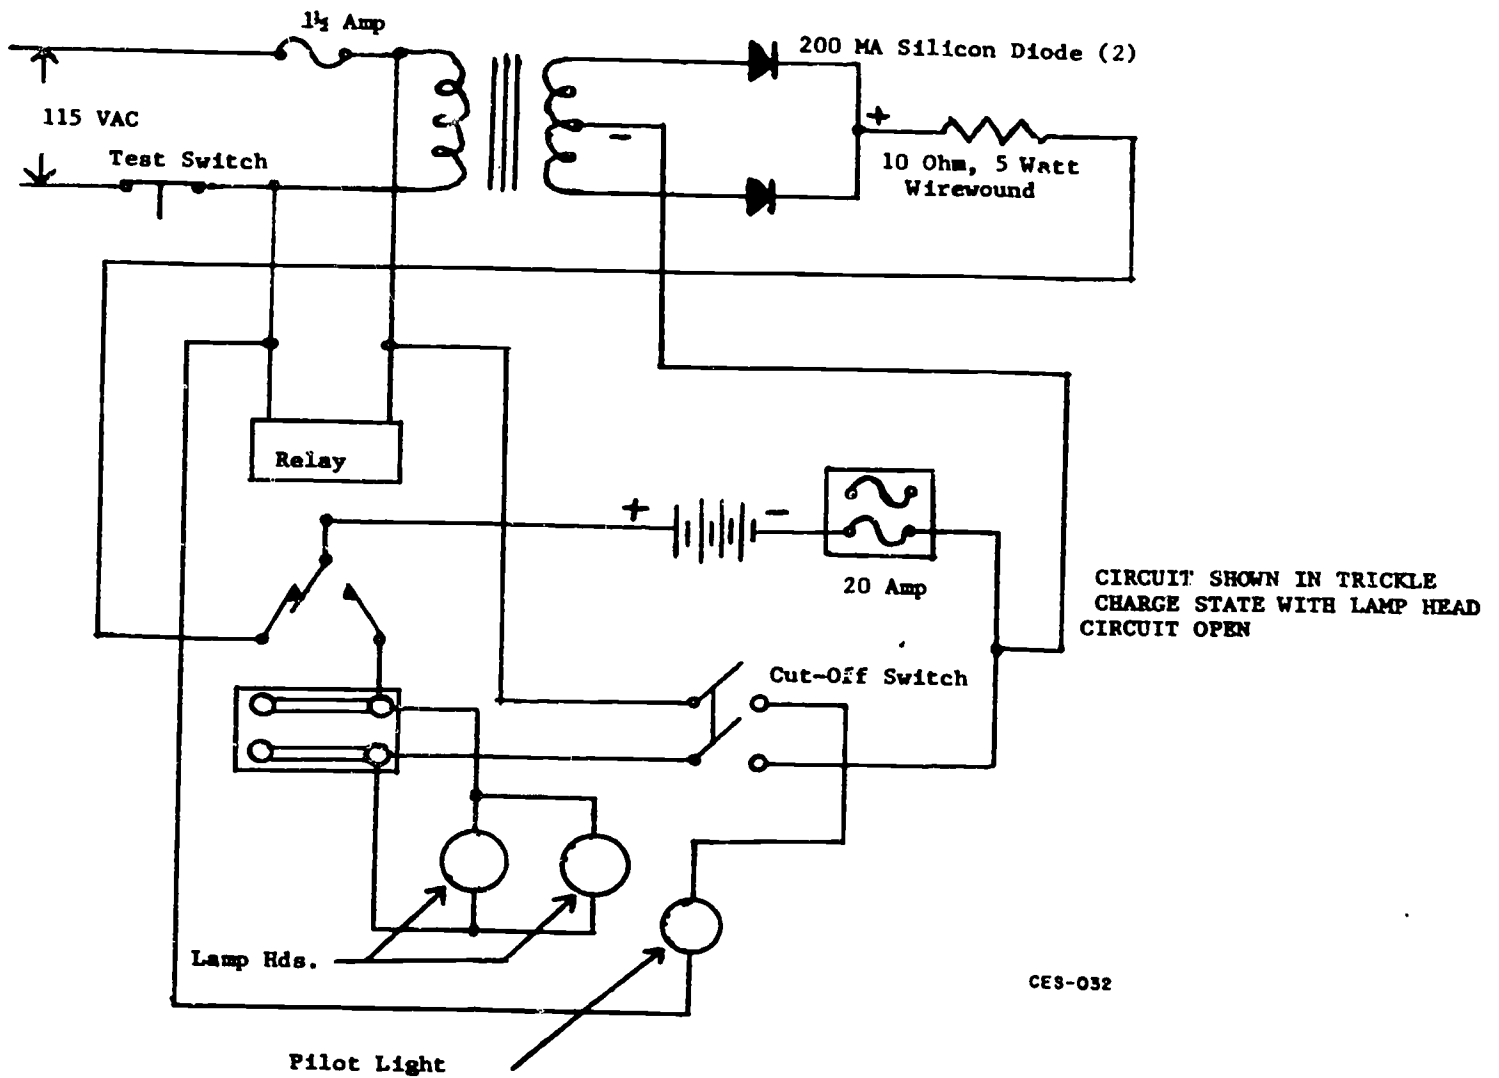 1½ Amp
200 MA Silicon Diode (2)
115 VAC
+
-
Test Switch
10 Ohm, 5 Watt
Wirewound
Relay
+
-
20 Amp
CIRCUIT SHOWN IN TRICKLE
CHARGE STATE WITH LAMP HEAD
CIRCUIT OPEN
Cut-Off Switch
Lamp Hds.
CES-032
Pilot Light